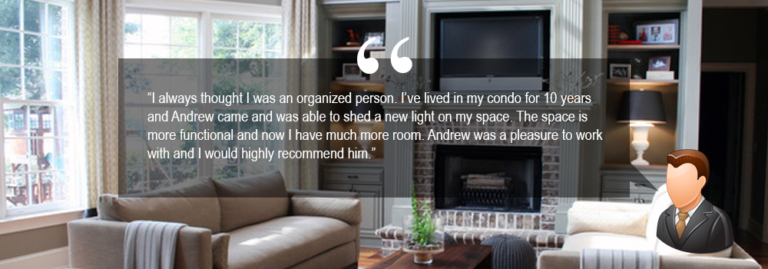 “
“I always thought I was an organized person. I’ve lived in my condo for 10 years
and Andrew came and was able to shed a new light on my space. The space is
more functional and now I have much more room. Andrew was a pleasure to work
with and I would highly recommend him.”